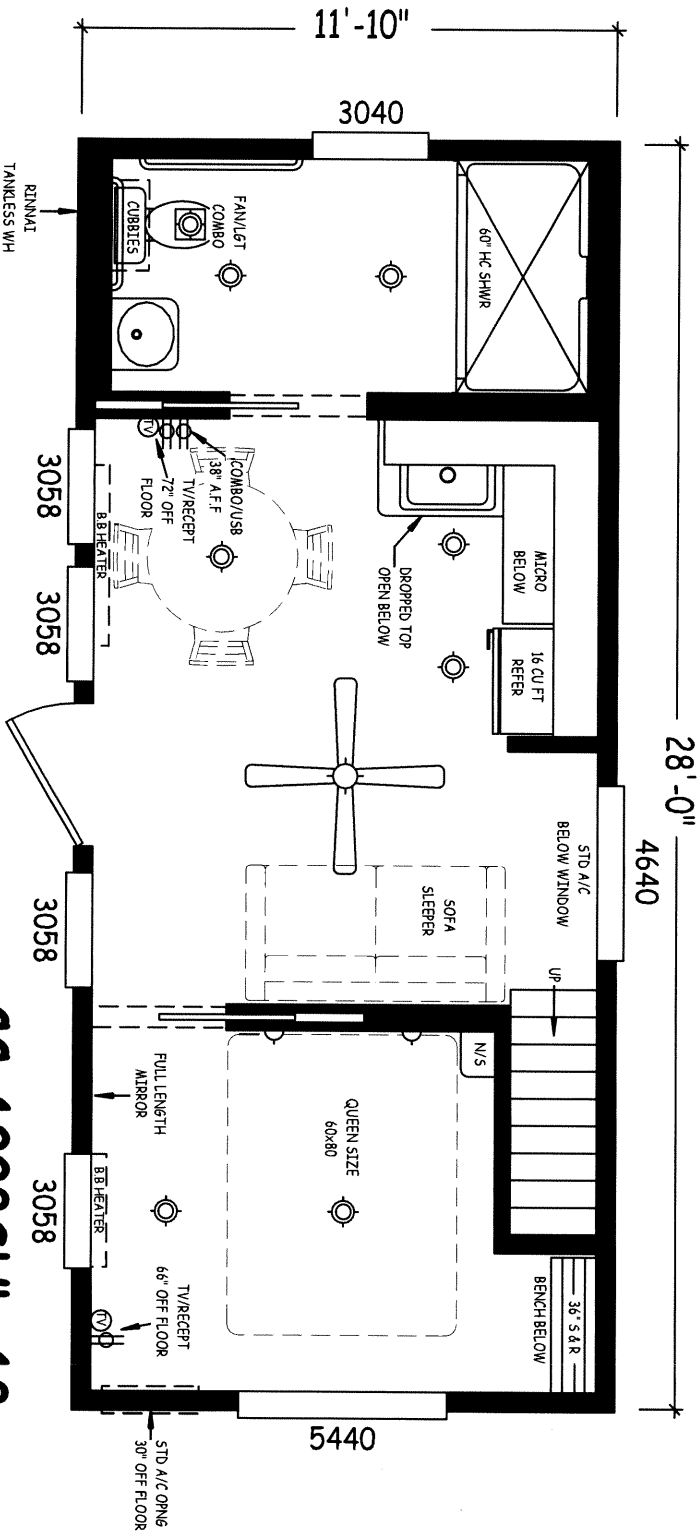 11'-10"
28'-0"
3040
4640
60" HC SHWR
FAN/LGT
COMBO
CUBBIES
RINNAI
TANKLESS WH
MICRO
BELOW
16 CU FT
REFER
DROPPED TOP
OPEN BELOW
COMBO/USB
38" A.F.F
TV/RECEPT
72" OFF
FLOOR
TV
B.B HEATER
3058
3058
STD A/C
BELOW WINDOW
SOFA
SLEEPER
UP
3058
N/S
QUEEN SIZE
60x80
FULL LENGTH
MIRROR
B.B HEATER
3058
36" S & R
BENCH BELOW
TV/RECEPT
66" OFF FLOOR
TV
5440
STD A/C OPNG
30" OFF FLOOR